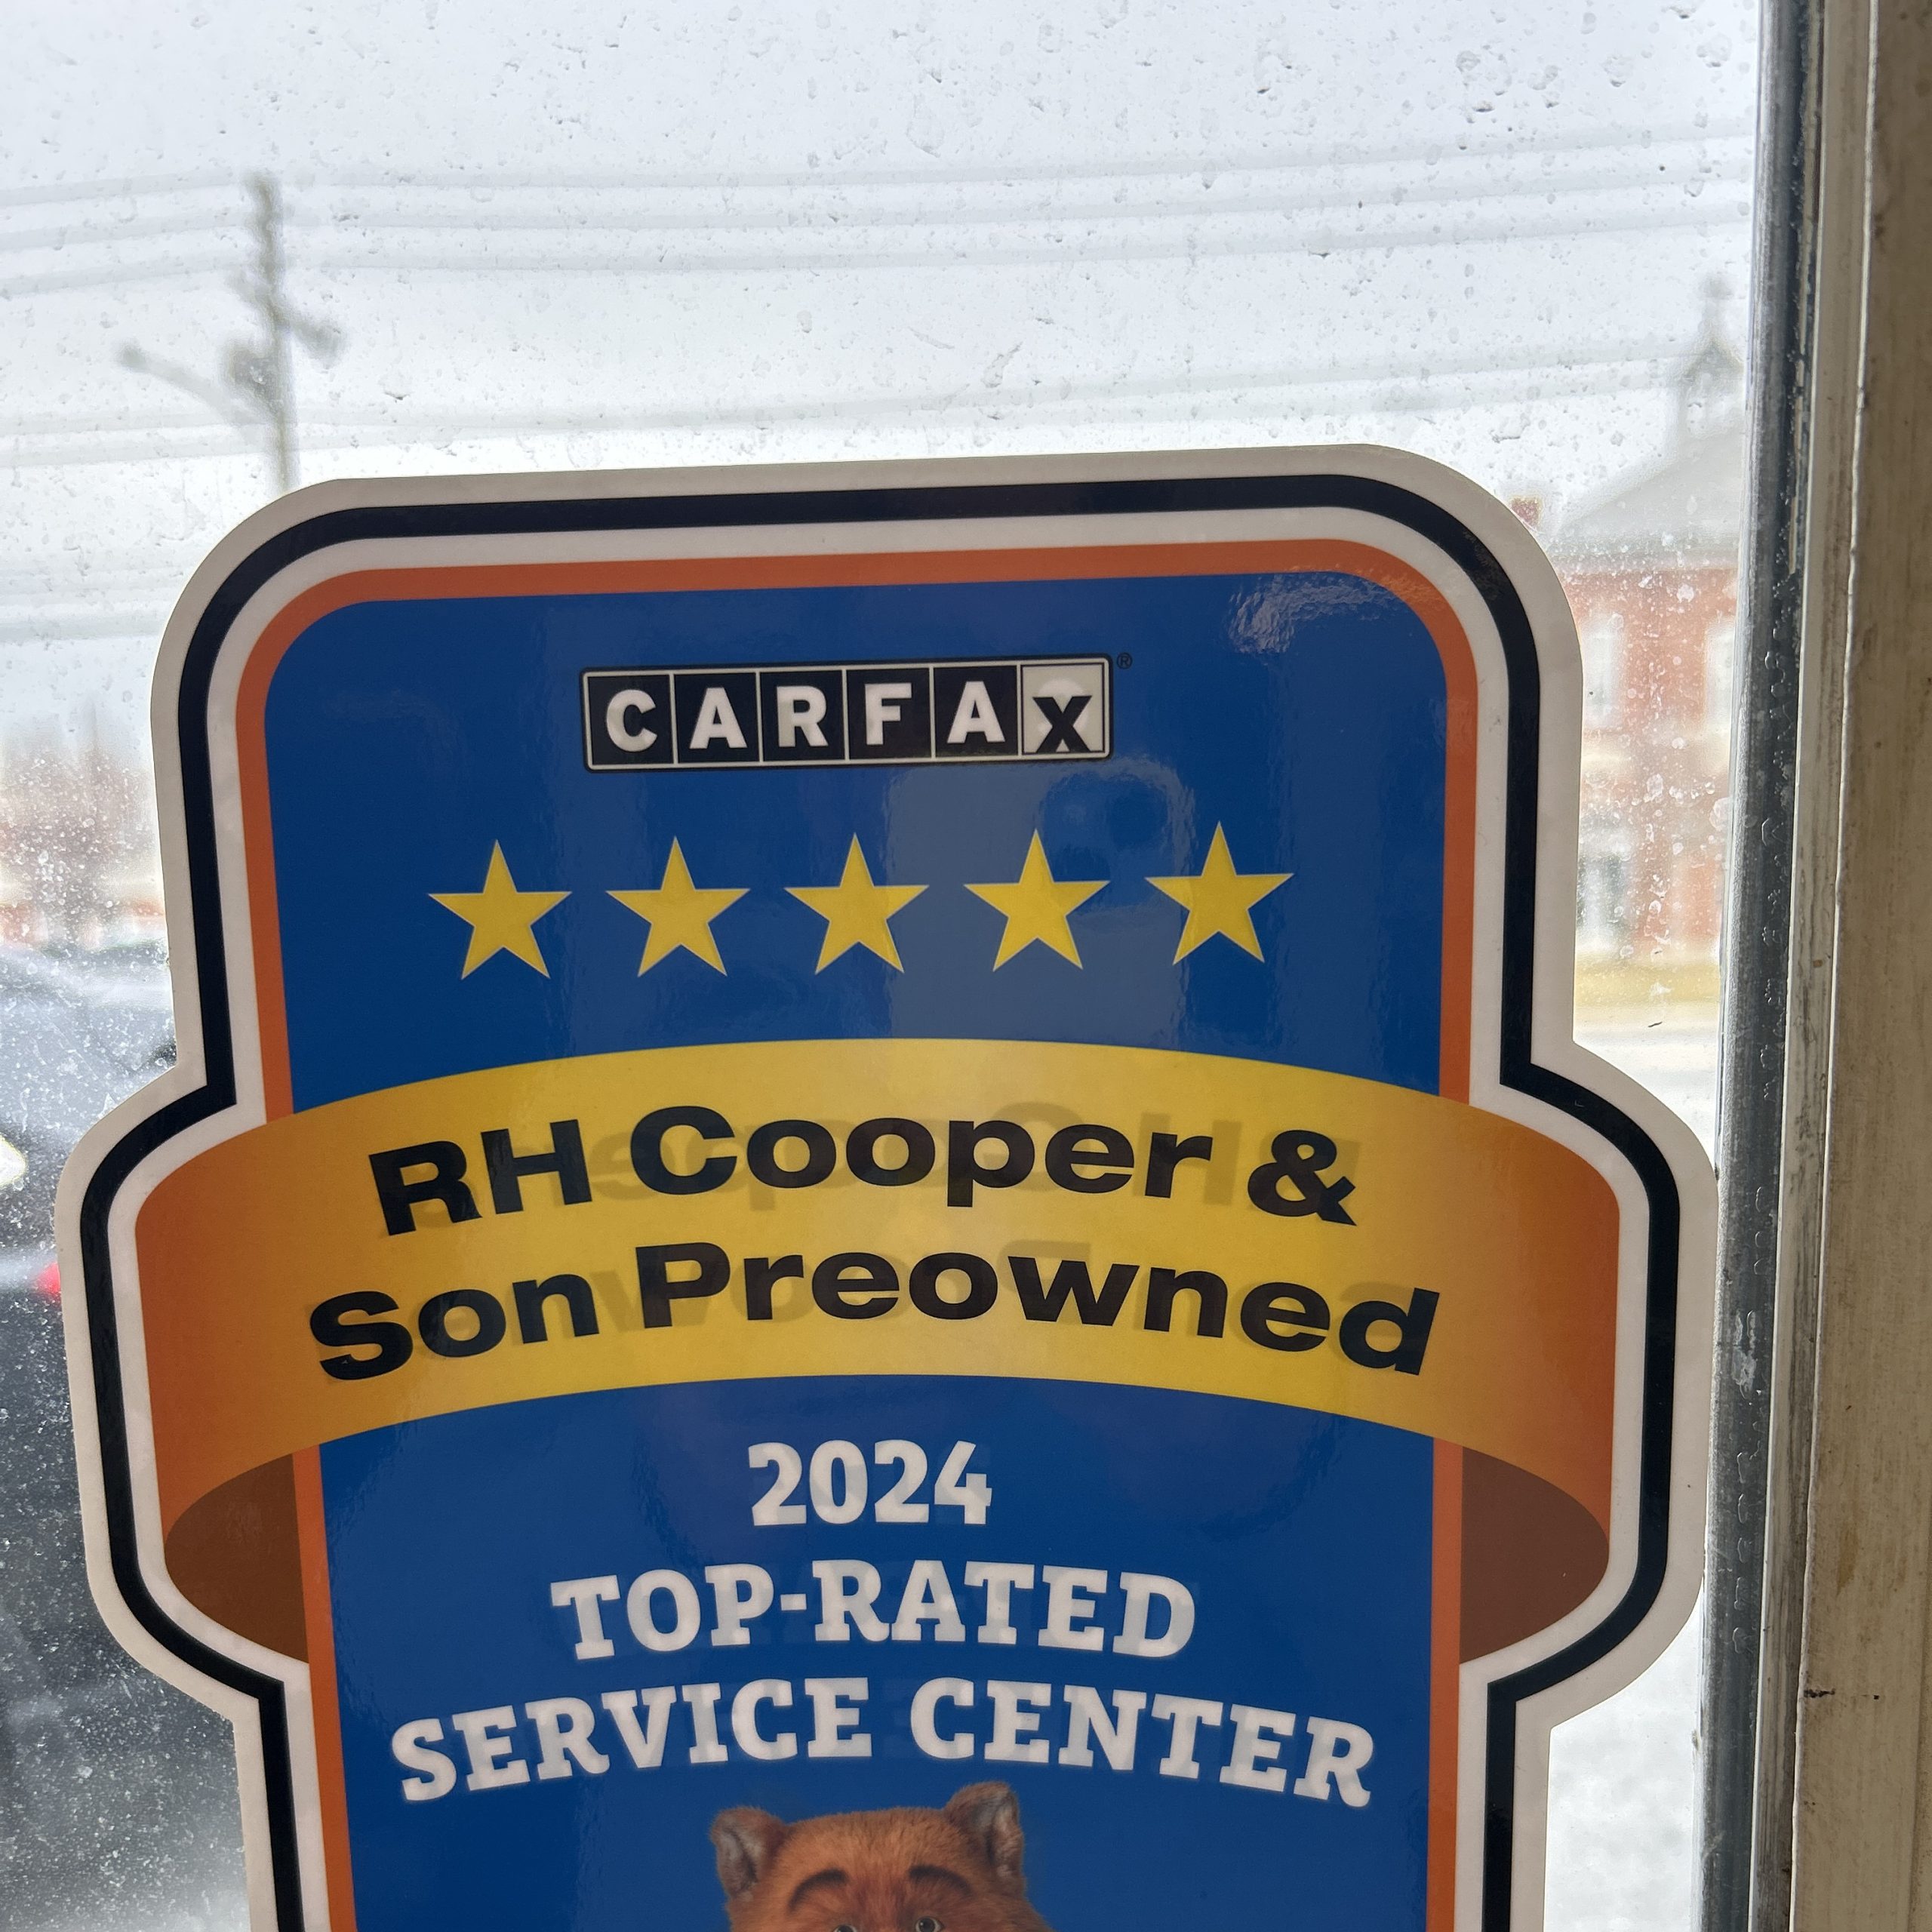 CARFAX®
RH Cooper &
Son Preowned
2024
TOP-RATED
SERVICE CENTER